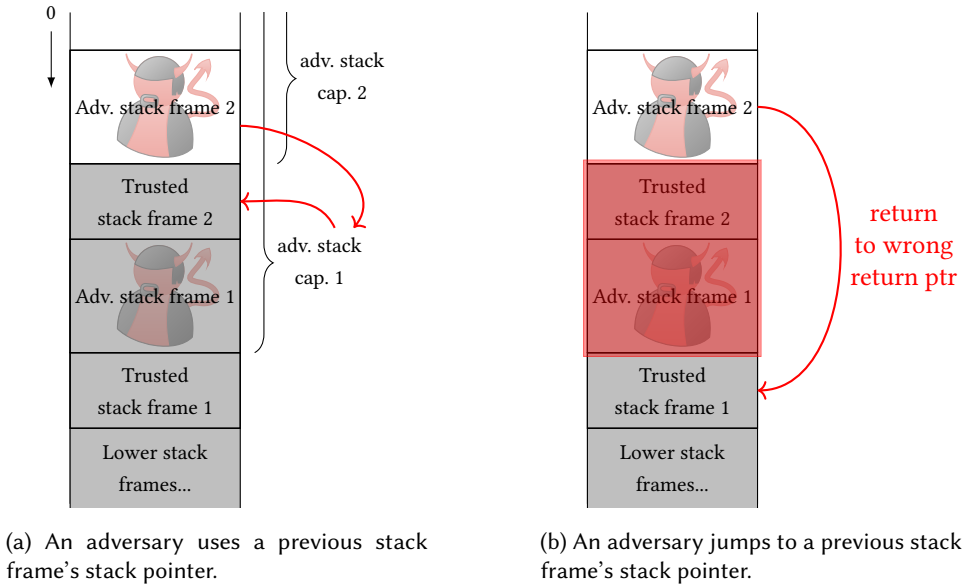 0
adv. stack
cap. 2
Adv. stack frame 2
Trusted
stack frame 2
adv. stack
cap. 1
Adv. stack frame 1
Trusted
stack frame 1
Lower stack
frames...
(a) An adversary uses a previous stack
frame's stack pointer.
Adv. stack frame 2
Trusted
stack frame 2
return
to wrong
return ptr
Adv. stack frame 1
Trusted
stack frame 1
Lower stack
frames...
(b) An adversary jumps to a previous stack
frame's stack pointer.